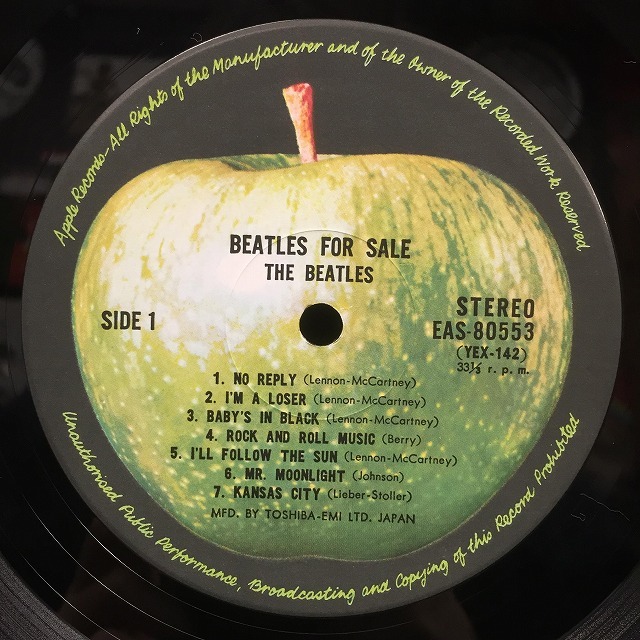 Apple Records-All Rights of the Manufacturer and of the Owner of the Recorded Work Reserved
BEATLES FOR SALE
THE BEATLES
SIDE 1
STEREO
EAS-80553
(YEX-142)
33⅓ r. p. m.
1. NO REPLY (Lennon-McCartney)
2. I'M A LOSER (Lennon-McCartney)
3. BABY'S IN BLACK (Lennon-McCartney)
4. ROCK AND ROLL MUSIC (Berry)
5. I'LL FOLLOW THE SUN (Lennon-McCartney)
6. MR. MOONLIGHT (Johnson)
7. KANSAS CITY (Lieber-Stoller)
MFD. BY TOSHIBA-EMI LTD. JAPAN
Unauthorised Public Performance, Broadcasting and Copying of this Record Prohibited